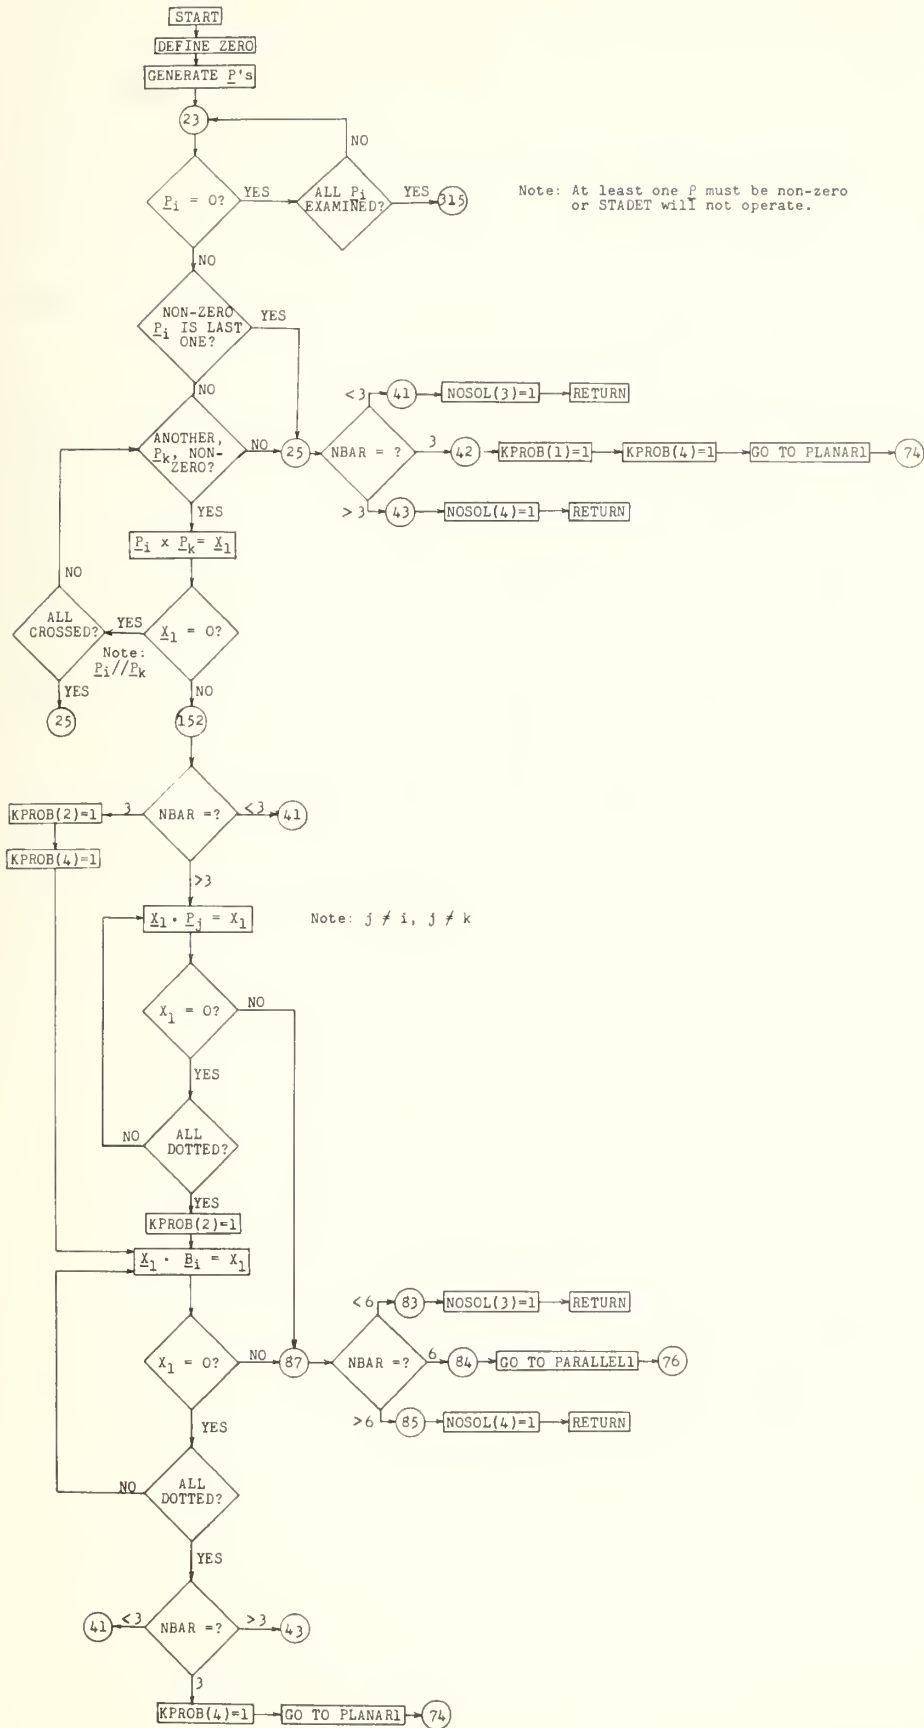 START
DEFINE ZERO
GENERATE P's
23
NO
P_i = 0?
YES
ALL P_i
EXAMINED?
YES
315
Note: At least one P must be non-zero
or STADET will not operate.
NO
NON-ZERO
P_i IS LAST
ONE?
YES
NO
ANOTHER,
P_k, NON-
ZERO?
NO
25
NBAR = ?
<3
41
NOSOL(3)=1
RETURN
3
42
KPROB(1)=1
KPROB(4)=1
GO TO PLANAR1
74
>3
43
NOSOL(4)=1
RETURN
YES
P_i x P_k = X_1
NO
ALL
CROSSED?
YES
X_1 = 0?
Note:
P_i//P_k
YES
NO
25
152
KPROB(2)=1
3
NBAR =?
<3
41
KPROB(4)=1
>3
X_1 · P_j = X_1
Note: j ≠ i, j ≠ k
X_1 = 0?
NO
YES
NO
ALL
DOTTED?
YES
KPROB(2)=1
X_1 · B_i = X_1
X_1 = 0?
NO
87
NBAR =?
<6
83
NOSOL(3)=1
RETURN
6
84
GO TO PARALLEL1
76
>6
85
NOSOL(4)=1
RETURN
YES
NO
ALL
DOTTED?
YES
41
<3
NBAR =?
>3
43
3
KPROB(4)=1
GO TO PLANAR1
74